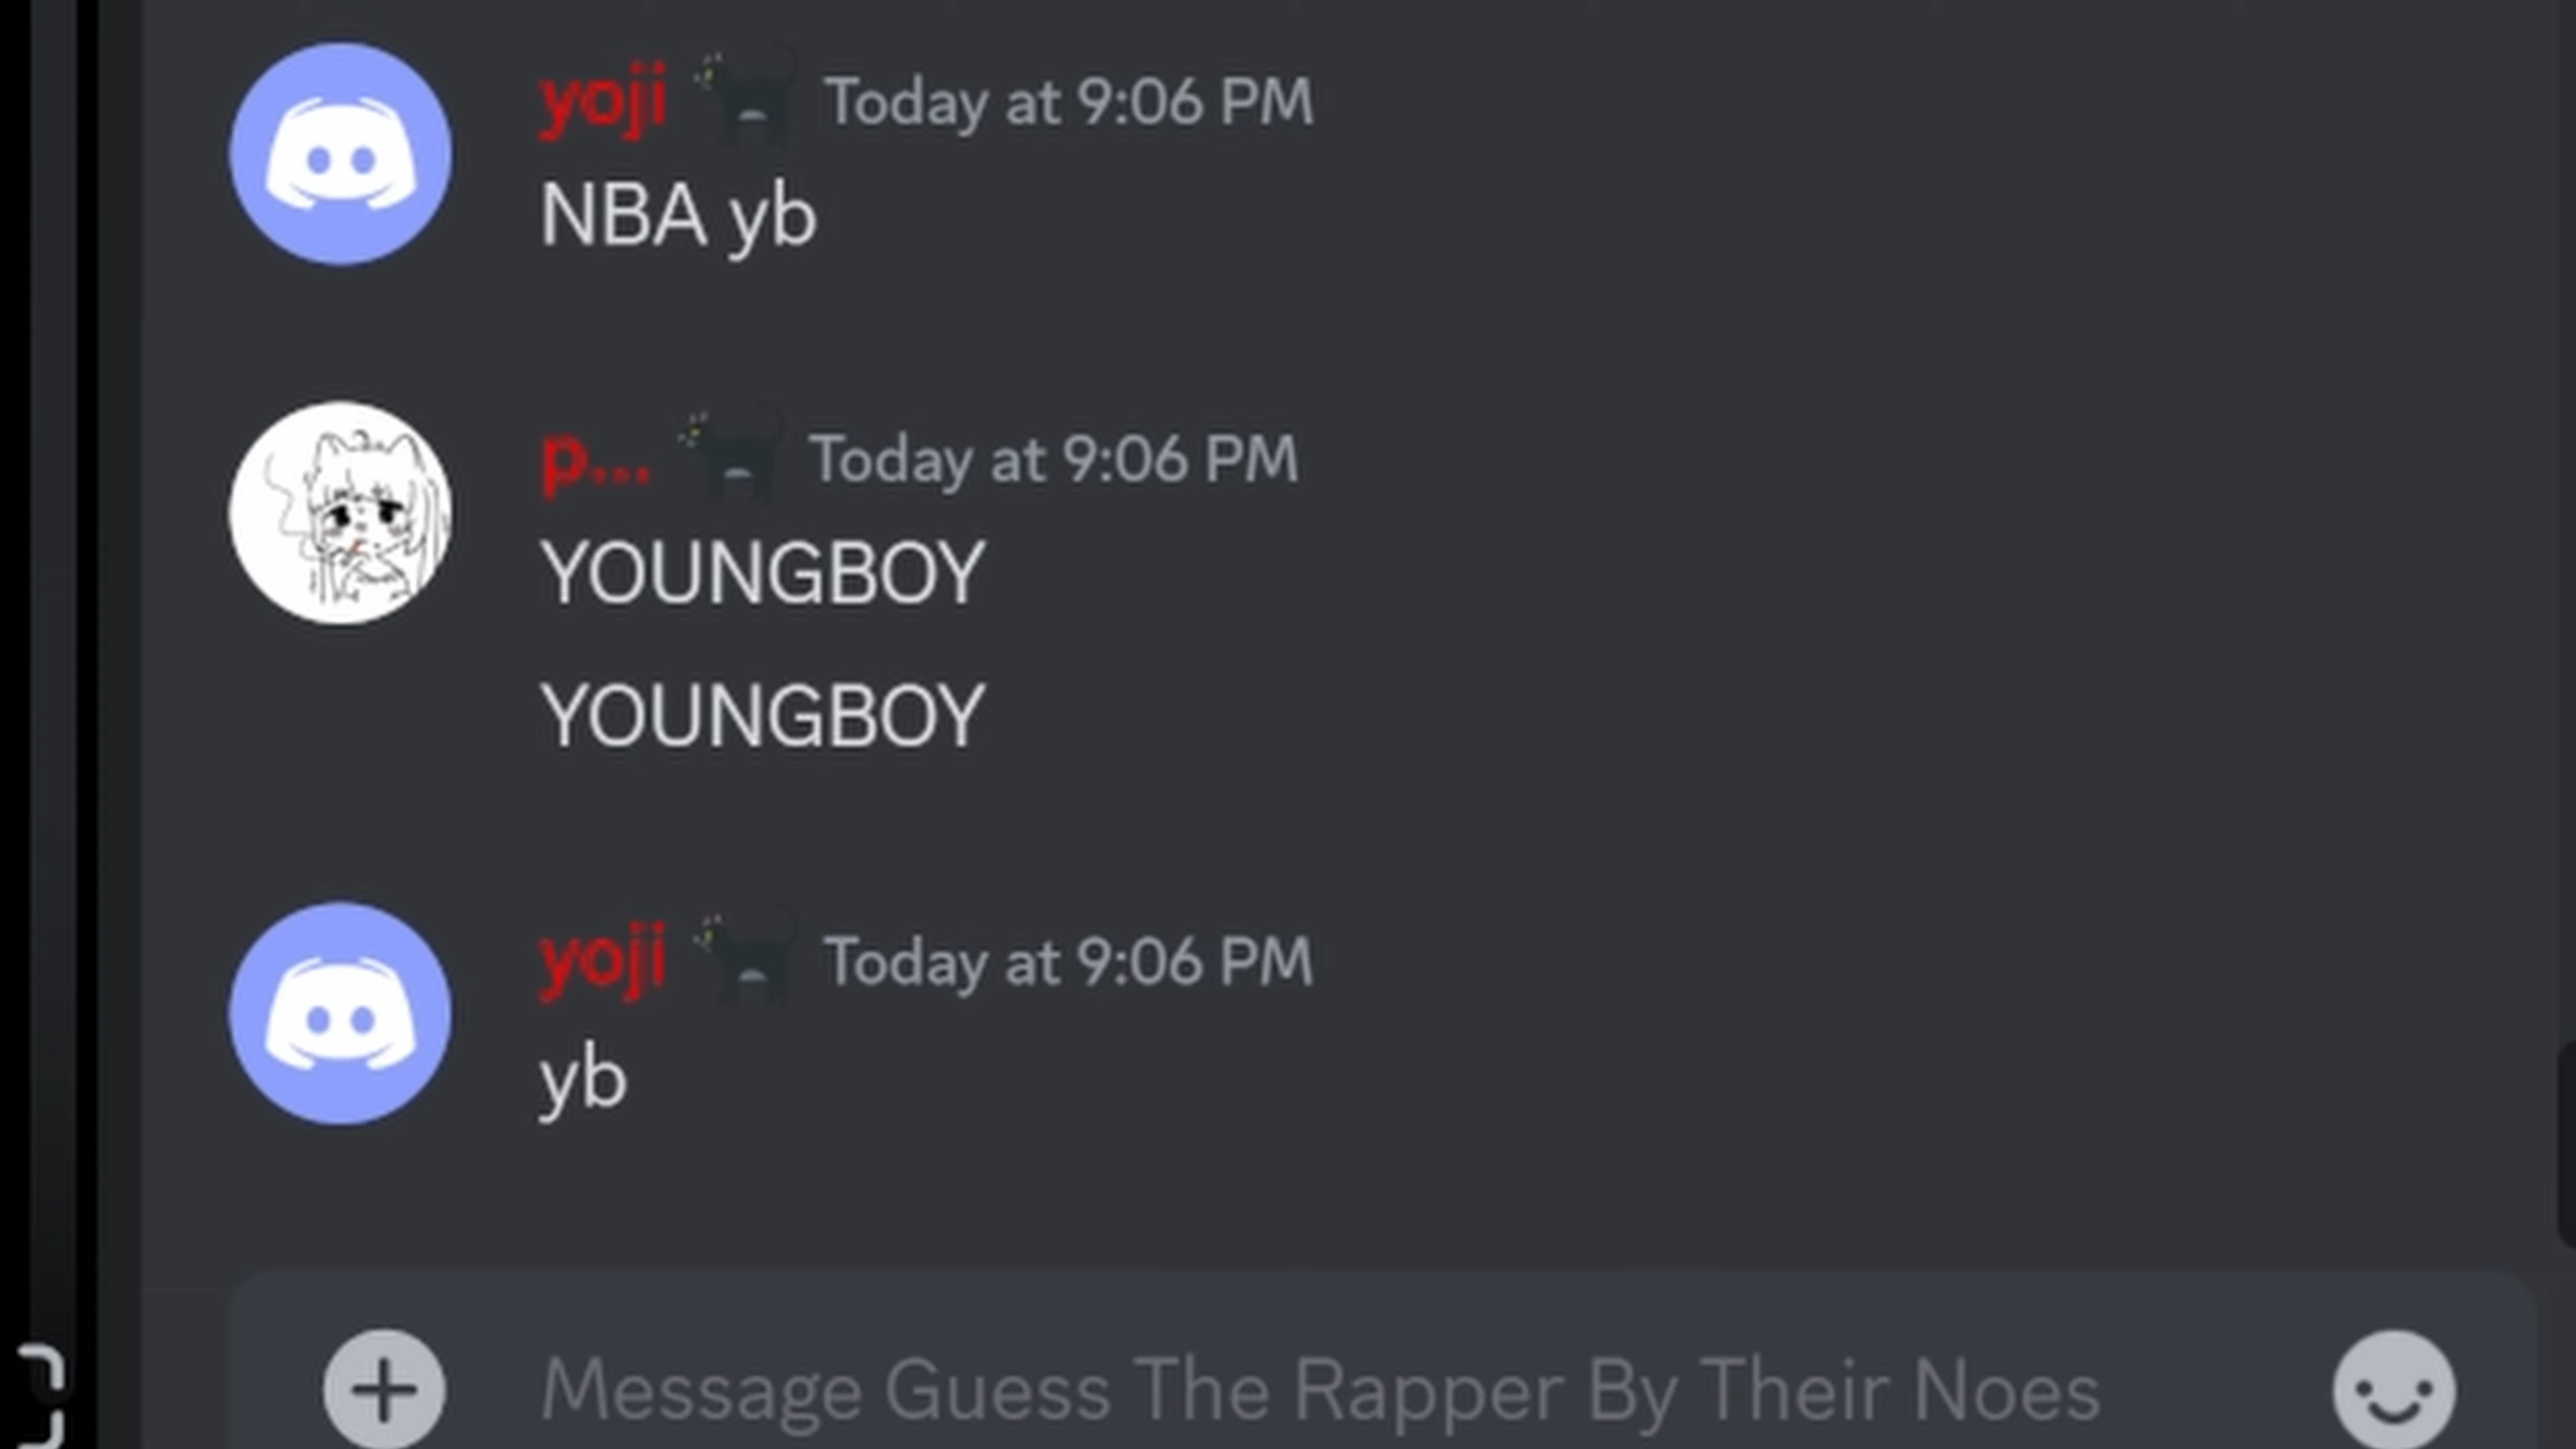 yoji Today at 9:06 PM
NBA yb
p... Today at 9:06 PM
YOUNGBOY
YOUNGBOY
yoji Today at 9:06 PM
yb
Message Guess The Rapper By Their Noes